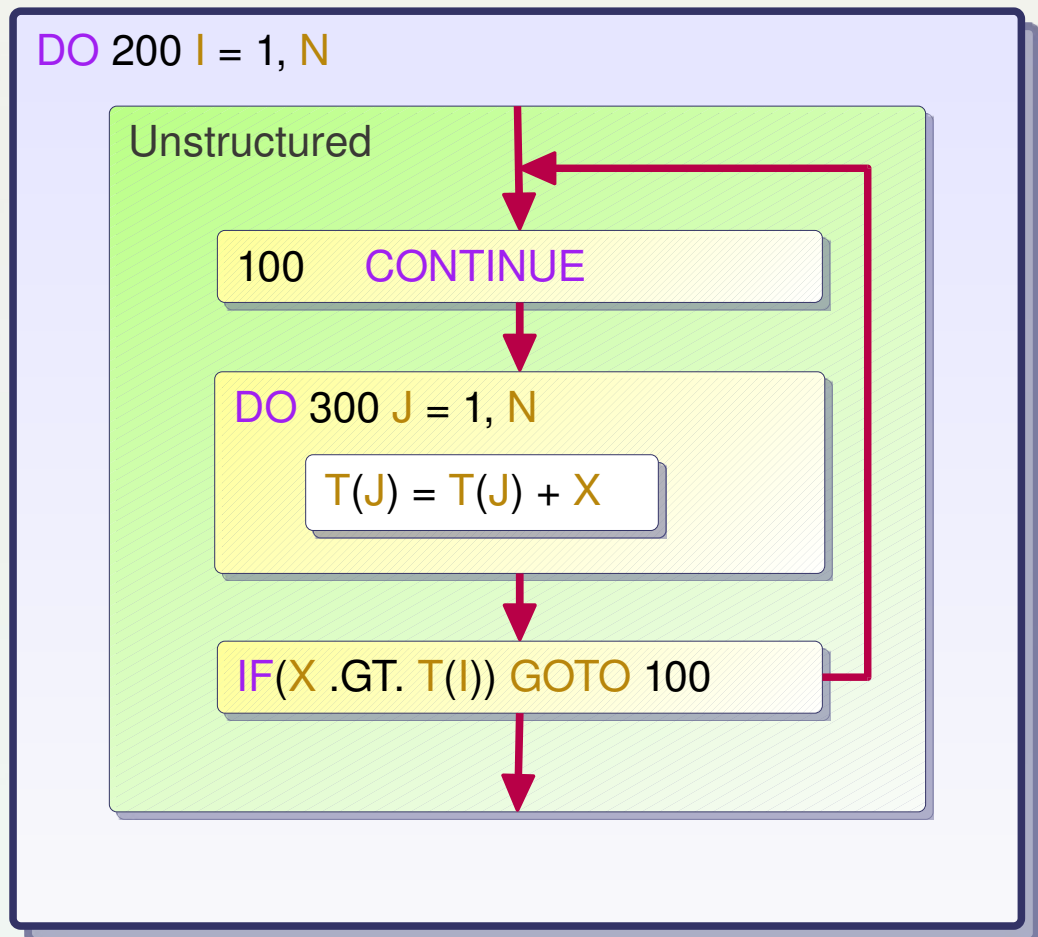 DO 200 I = 1, N
Unstructured
100 CONTINUE
DO 300 J = 1, N
T(J) = T(J) + X
IF(X .GT. T(I)) GOTO 100